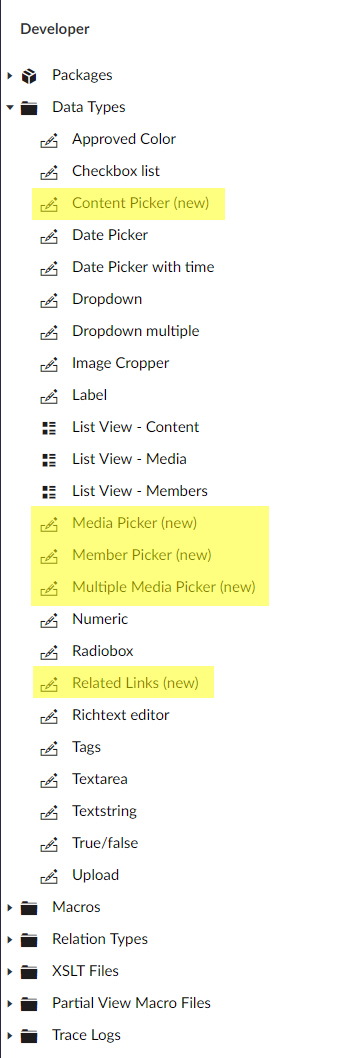 Developer
Packages
Data Types
Approved Color
Checkbox list
Content Picker (new)
Date Picker
Date Picker with time
Dropdown
Dropdown multiple
Image Cropper
Label
List View - Content
List View - Media
List View - Members
Media Picker (new)
Member Picker (new)
Multiple Media Picker (new)
Numeric
Radiobox
Related Links (new)
Richtext editor
Tags
Textarea
Textstring
True/false
Upload
Macros
Relation Types
XSLT Files
Partial View Macro Files
Trace Logs